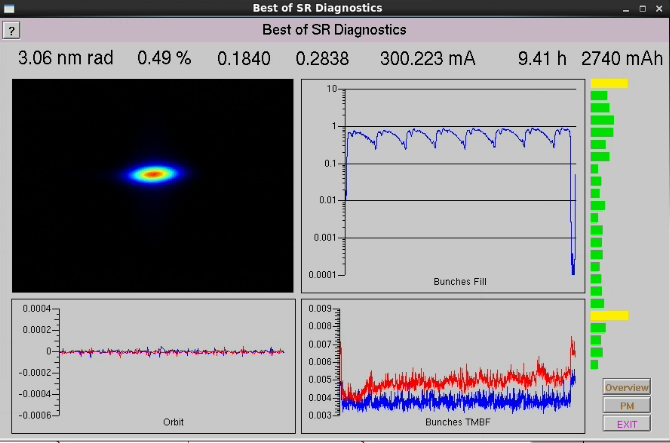 Best of SR Diagnostics
? Best of SR Diagnostics
3.06 nm rad 0.49 % 0.1840 0.2838 300.223 mA 9.41 h 2740 mAh
10
1
0.1
0.01
0.001
0.0001
Bunches Fill
0.0004
0.0002
0
-0.0002
-0.0004
-0.0006
Orbit
0.009
0.008
0.007
0.006
0.005
0.004
0.003
Bunches TMBF
Overview
PM
EXIT